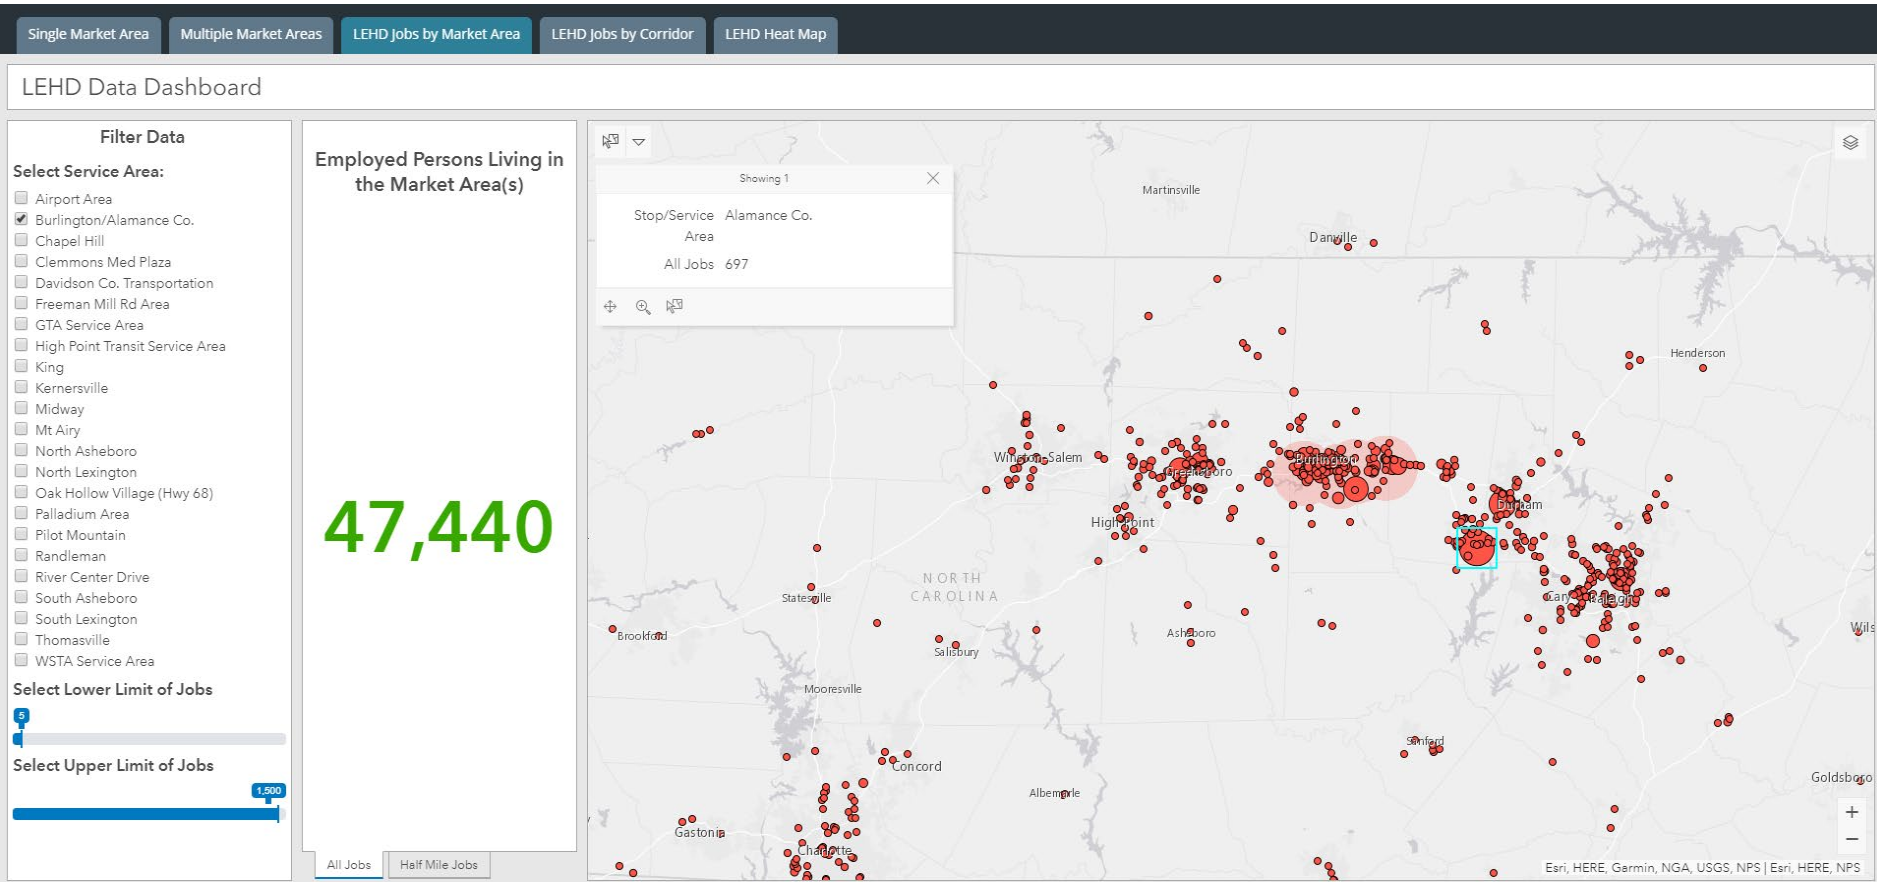 Single Market Area
Multiple Market Areas
LEHD Jobs by Market Area
LEHD Jobs by Corridor
LEHD Heat Map
LEHD Data Dashboard
Filter Data
Select Service Area:
Airport Area
Burlington/Alamance Co.
Chapel Hill
Clemmons Med Plaza
Davidson Co. Transportation
Freeman Mill Rd Area
GTA Service Area
High Point Transit Service Area
King
Kernersville
Midway
Mt Airy
North Asheboro
North Lexington
Oak Hollow Village (Hwy 68)
Palladium Area
Pilot Mountain
Randleman
River Center Drive
South Asheboro
South Lexington
Thomasville
WSTA Service Area
Select Lower Limit of Jobs
5
Select Upper Limit of Jobs
1,500
Employed Persons Living in
the Market Area(s)
47,440
All Jobs
Half Mile Jobs
Showing 1
Stop/Service Alamance Co.
Area
All Jobs 697
Martinsville
Danville
Henderson
Winston-Salem
Greensboro
Burlington
Durham
High Point
NORTH
CAROLINA
Statesville
Cary
Raleigh
Brookford
Asheboro
Wils
Salisbury
Mooresville
Sanford
Concord
Goldsboro
Albemarle
Gastonia
Charlotte
+
−
Esri, HERE, Garmin, NGA, USGS, NPS | Esri, HERE, NPS